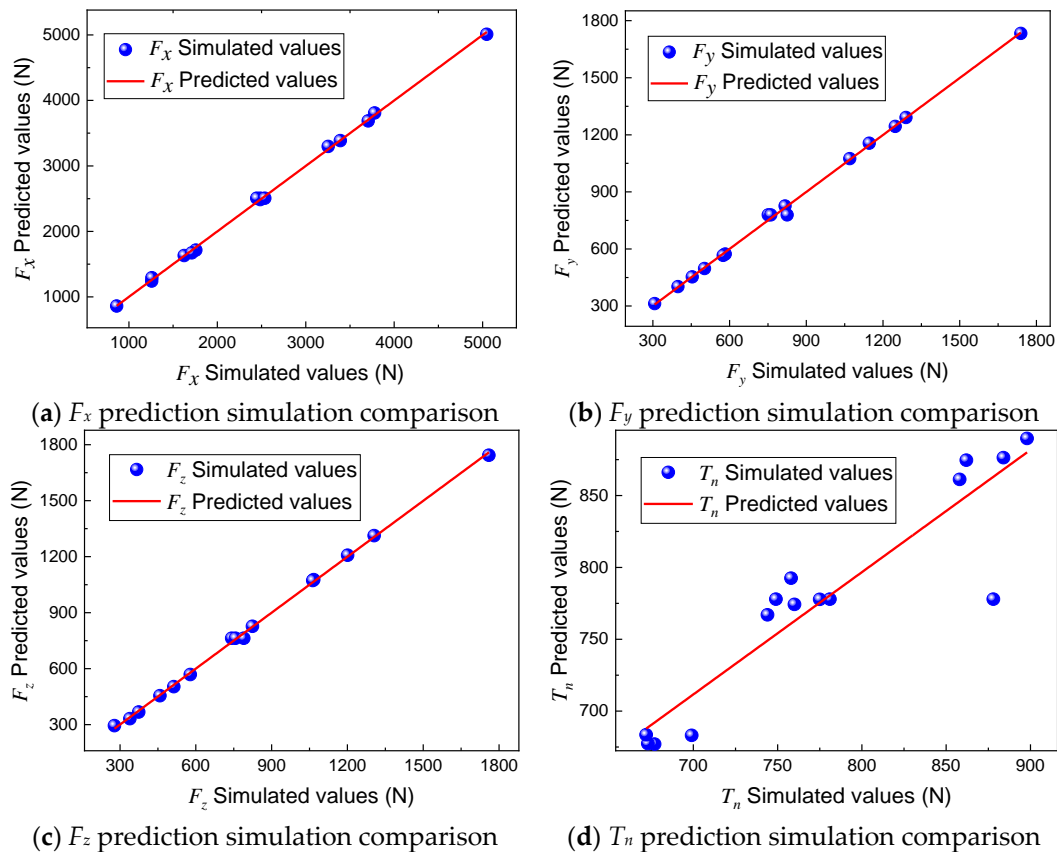 5000
4000
3000
2000
1000
Fx Predicted values (N)
Fx Simulated values
Fx Predicted values
1000 2000 3000 4000 5000
Fx Simulated values (N)
(a) Fx prediction simulation comparison
1800
1500
1200
900
600
300
Fy Predicted values (N)
Fy Simulated values
Fy Predicted values
300 600 900 1200 1500 1800
Fy Simulated values (N)
(b) Fy prediction simulation comparison
1800
1500
1200
900
600
300
Fz Predicted values (N)
Fz Simulated values
Fz Predicted values
300 600 900 1200 1500 1800
Fz Simulated values (N)
(c) Fz prediction simulation comparison
850
800
750
700
Tn Predicted values (N)
Tn Simulated values
Tn Predicted values
700 750 800 850 900
Tn Simulated values (N)
(d) Tn prediction simulation comparison